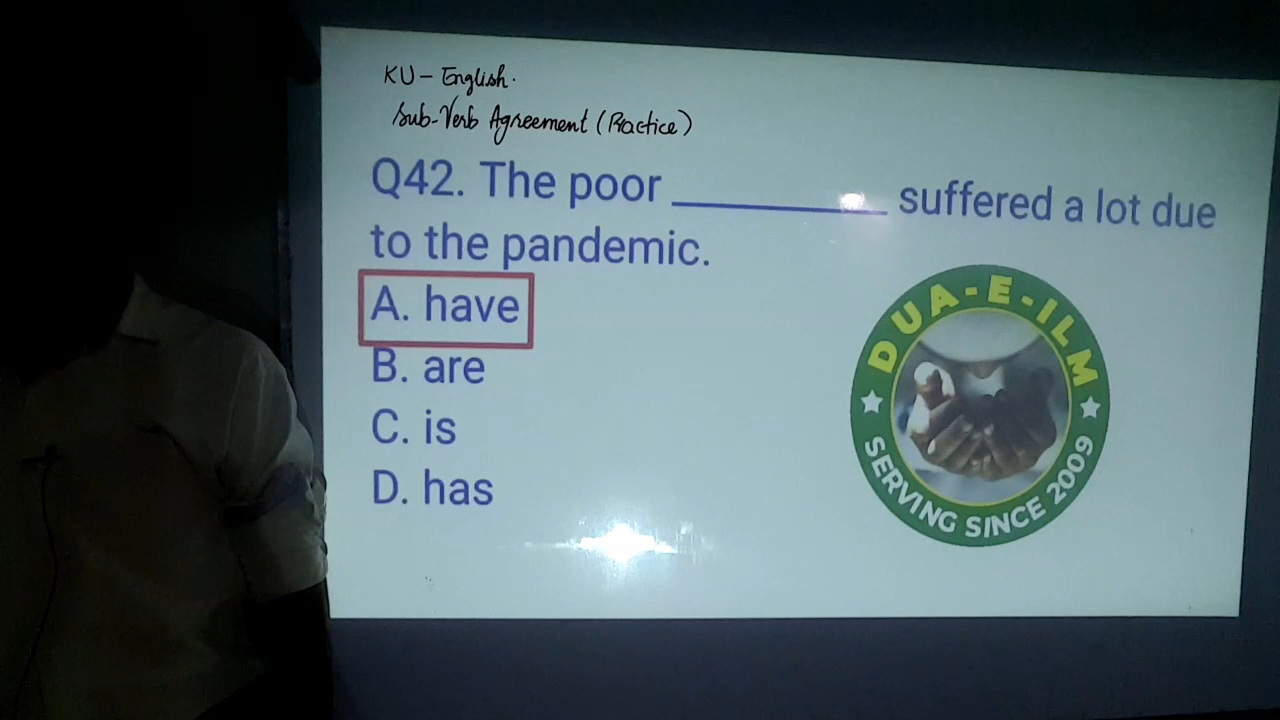 KU - English.
Sub-Verb Agreement (Practice)
Q42. The poor ________ suffered a lot due
to the pandemic.
A. have
B. are
C. is
D. has
DUA-E-ILM
SERVING SINCE 2009